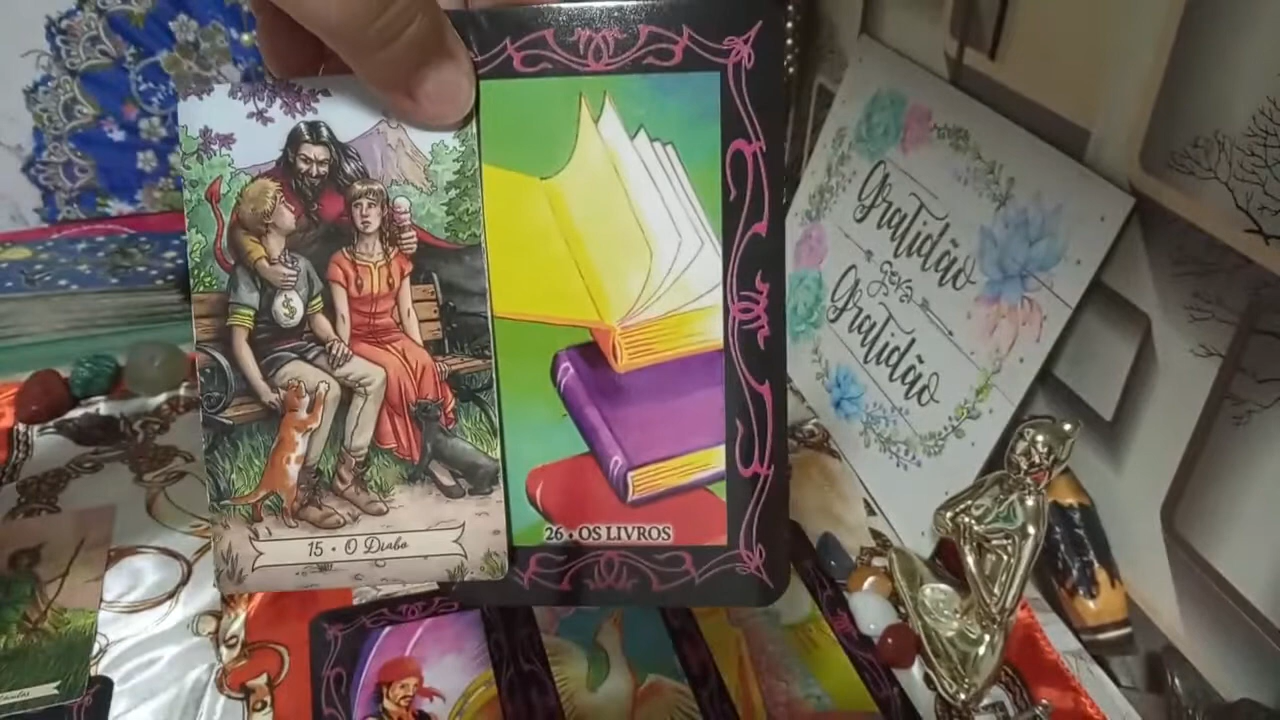 $
15 • O Diabo
26 • OS LIVROS
gratidão
gera
gratidão